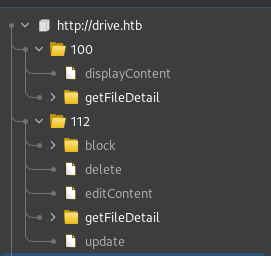 http://drive.htb
100
displayContent
getFileDetail
112
block
delete
editContent
getFileDetail
update